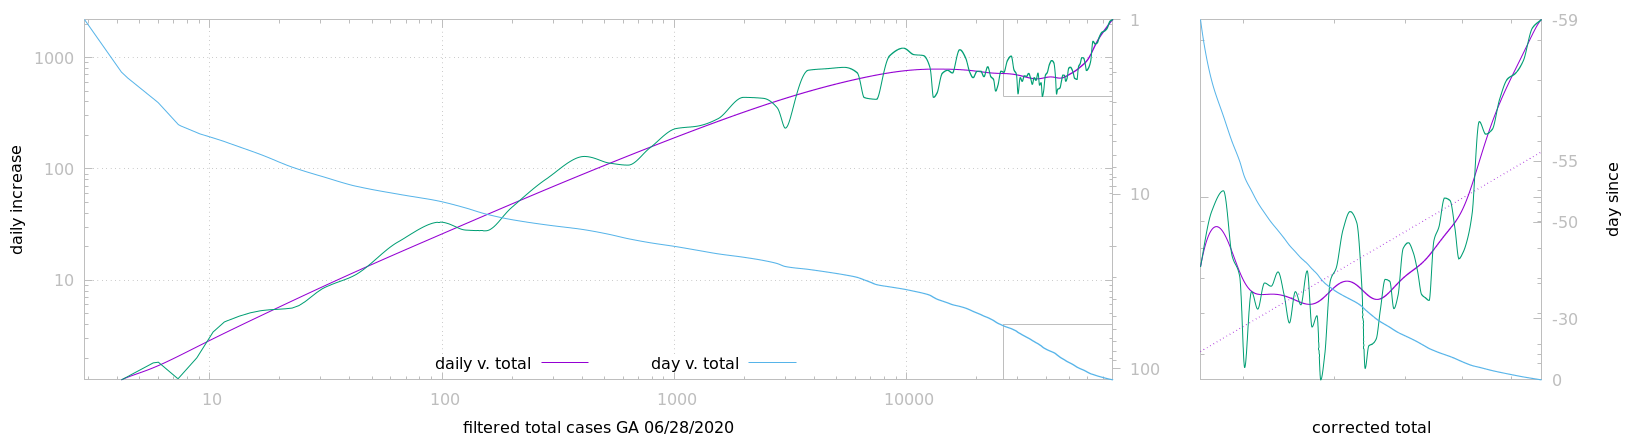 daily increase
1000
100
10
10
100
1000
10000
filtered total cases GA 06/28/2020
daily v. total
day v. total
1
10
100
corrected total
-59
-55
-50
-30
0
day since